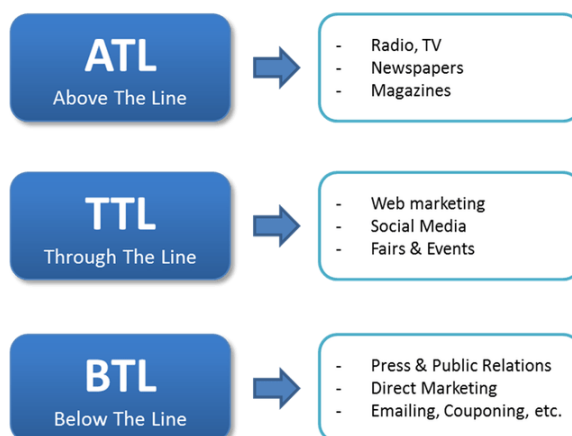 ATL
Above The Line
- Radio, TV
- Newspapers
- Magazines
TTL
Through The Line
- Web marketing
- Social Media
- Fairs & Events
BTL
Below The Line
- Press & Public Relations
- Direct Marketing
- Emailing, Couponing, etc.